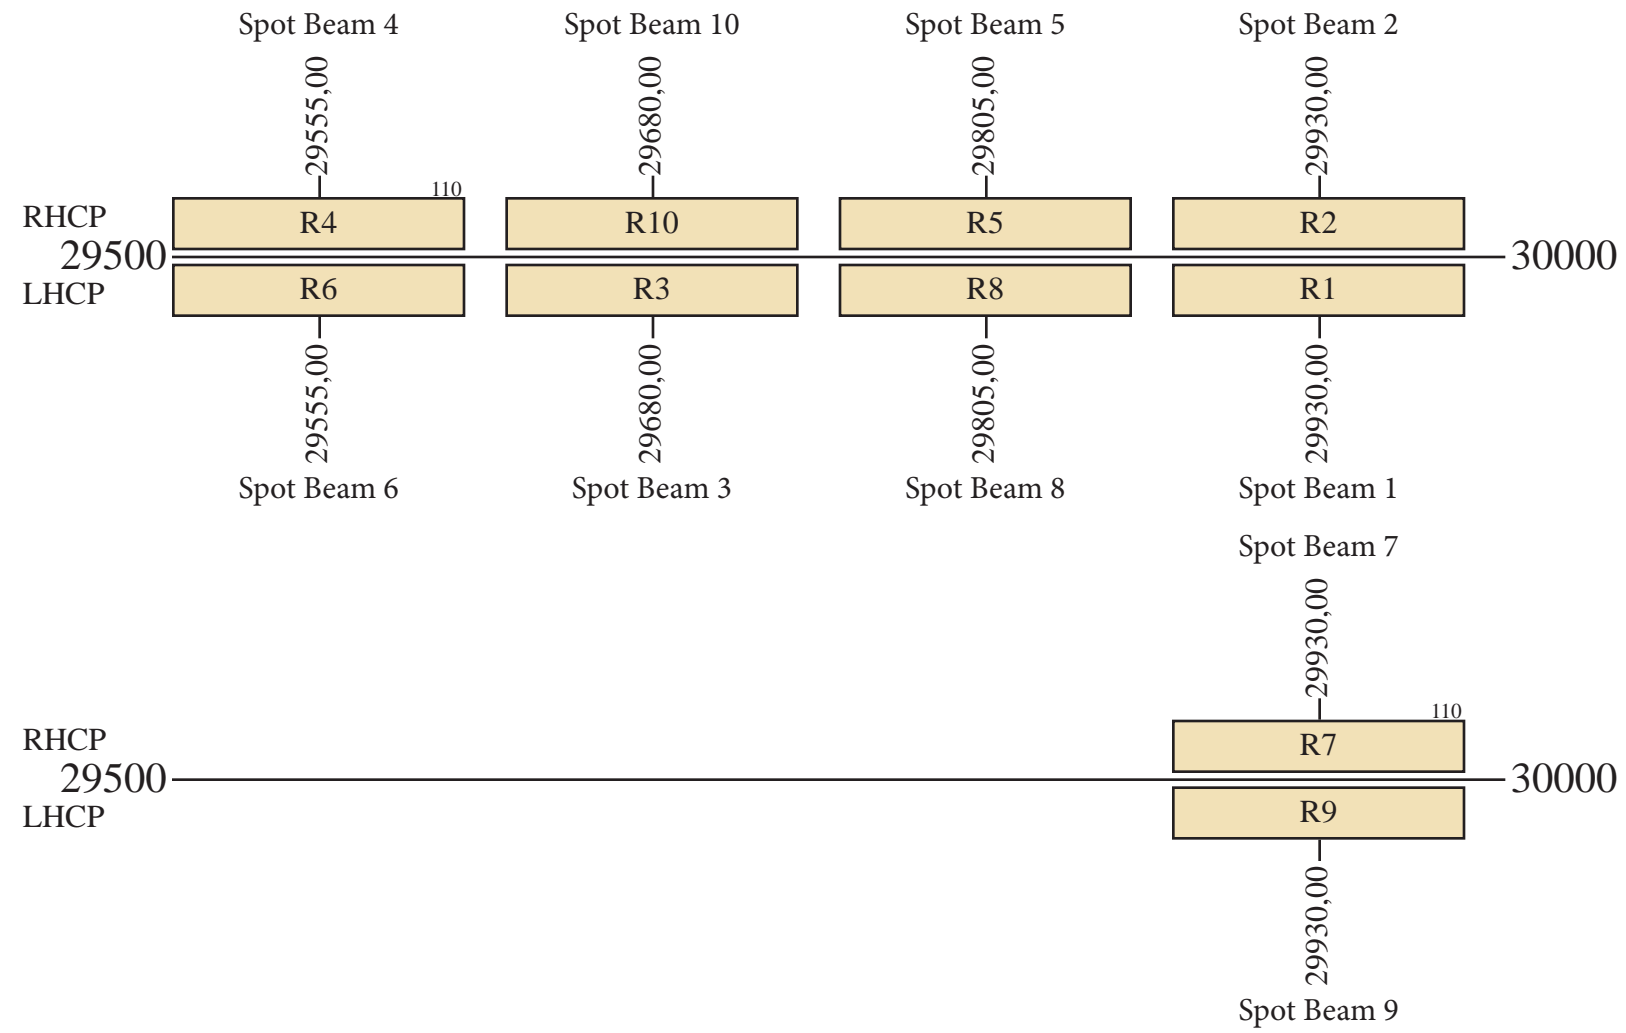 Spot Beam 4 Spot Beam 10 Spot Beam 5 Spot Beam 2
29555,00 29680,00 29805,00 29930,00
110
RHCP R4 R10 R5 R2
29500 30000
LHCP R6 R3 R8 R1
29555,00 29680,00 29805,00 29930,00
Spot Beam 6 Spot Beam 3 Spot Beam 8 Spot Beam 1
Spot Beam 7
29930,00
110
RHCP R7
29500 30000
LHCP R9
29930,00
Spot Beam 9